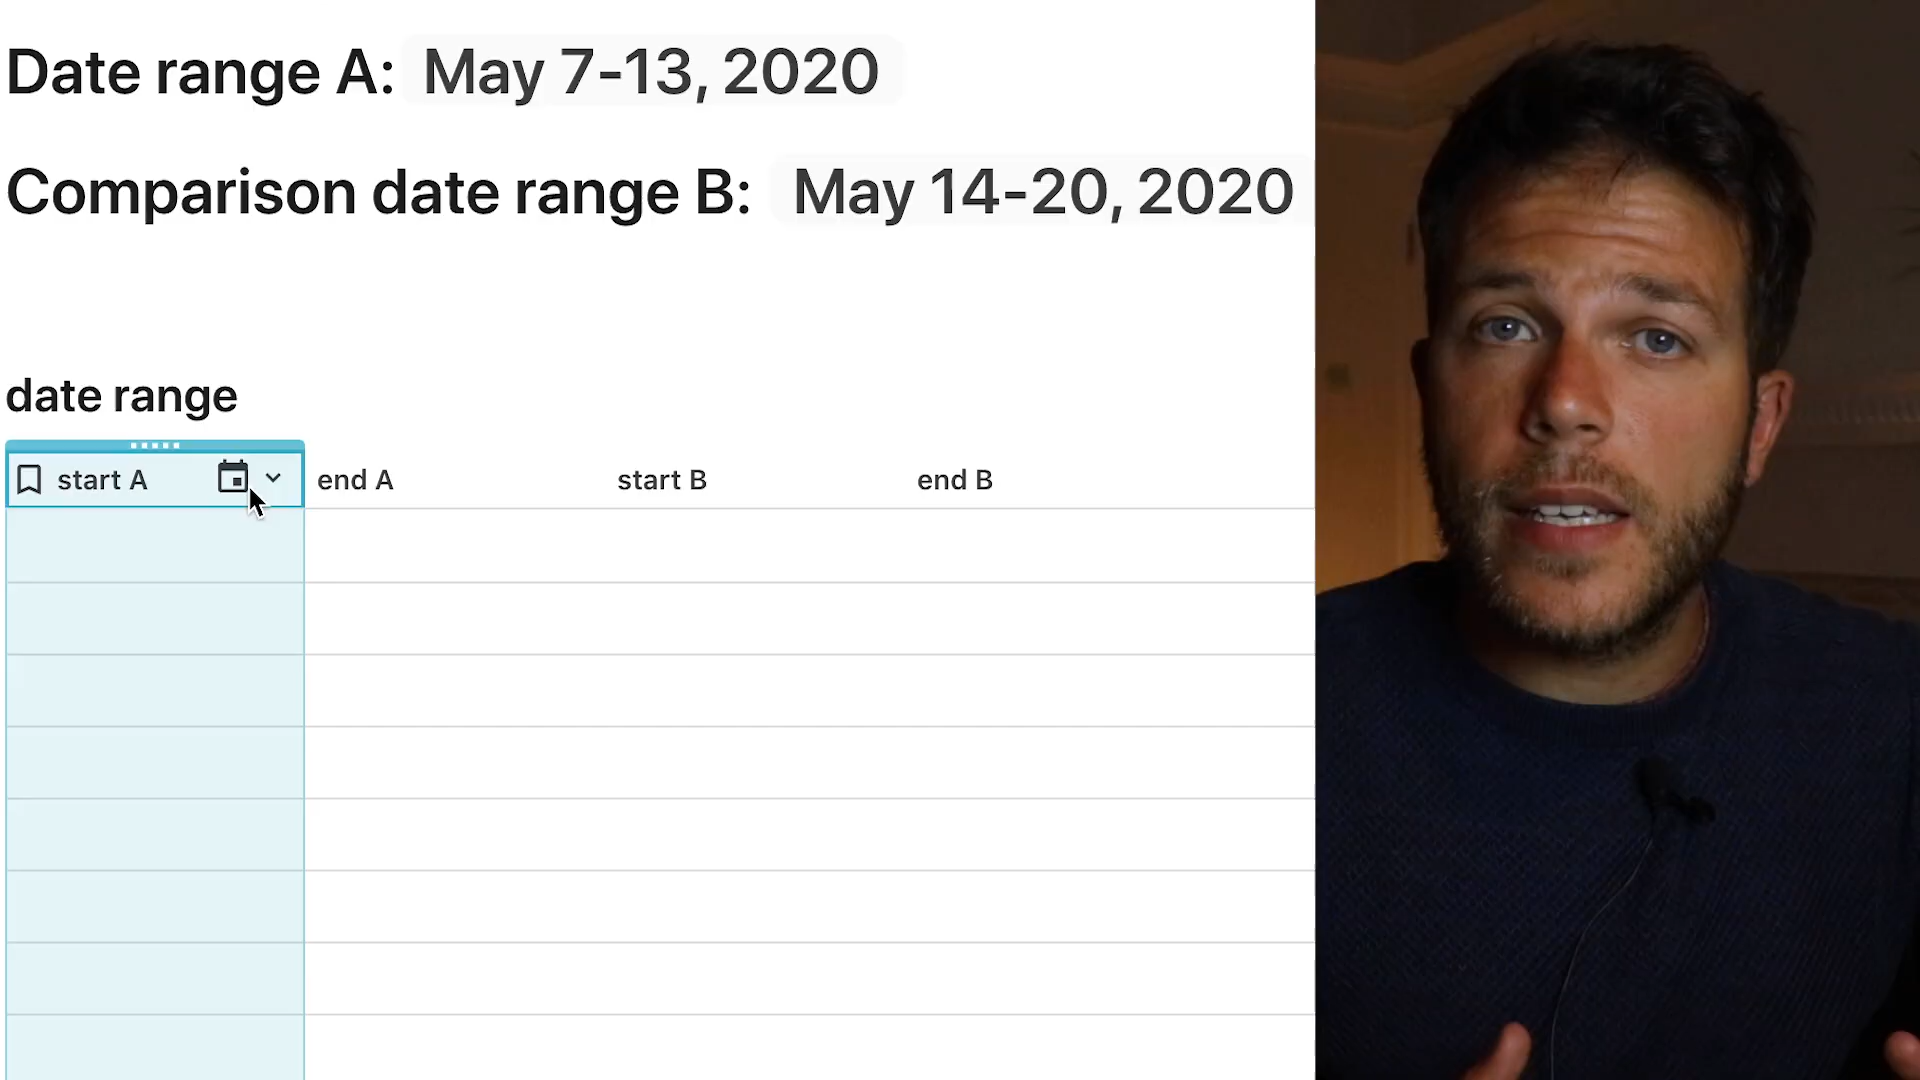 Date range A: May 7-13, 2020
Comparison date range B: May 14-20, 2020
date range
start A end A start B end B